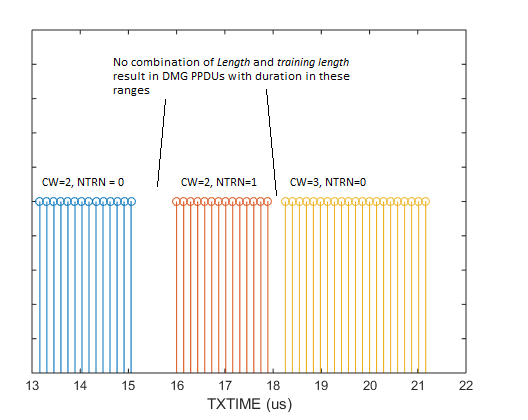 No combination of Length and training length
result in DMG PPDUs with duration in these
ranges
CW=2, NTRN = 0
CW=2, NTRN=1
CW=3, NTRN=0
13 14 15 16 17 18 19 20 21 22
TXTIME (us)